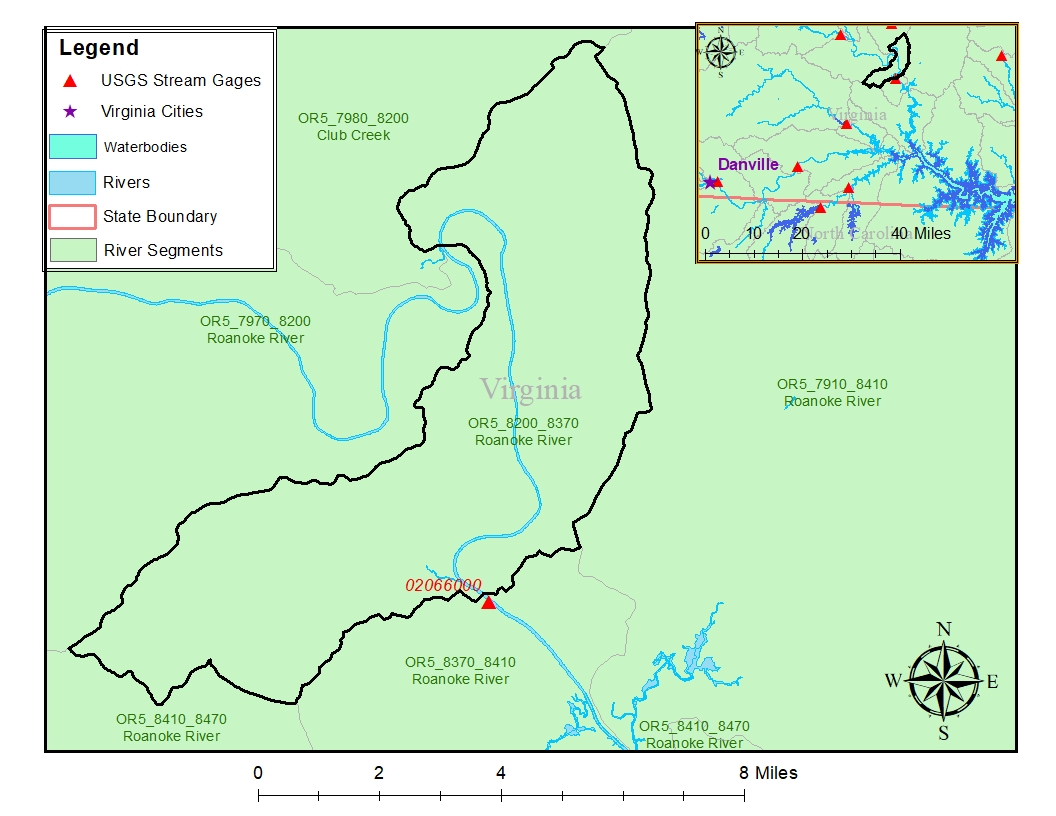 Legend
USGS Stream Gages
Virginia Cities
Waterbodies
Rivers
State Boundary
River Segments
OR5_7980_8200
Club Creek
N
W
E
S
Virginia
Danville
North Carolina
0
10
20
40 Miles
OR5_7970_8200
Roanoke River
Virginia
OR5_7910_8410
Roanoke River
OR5_8200_8370
Roanoke River
02066000
OR5_8370_8410
Roanoke River
OR5_8410_8470
Roanoke River
OR5_8410_8470
Roanoke River
N
W
E
S
0
2
4
8 Miles